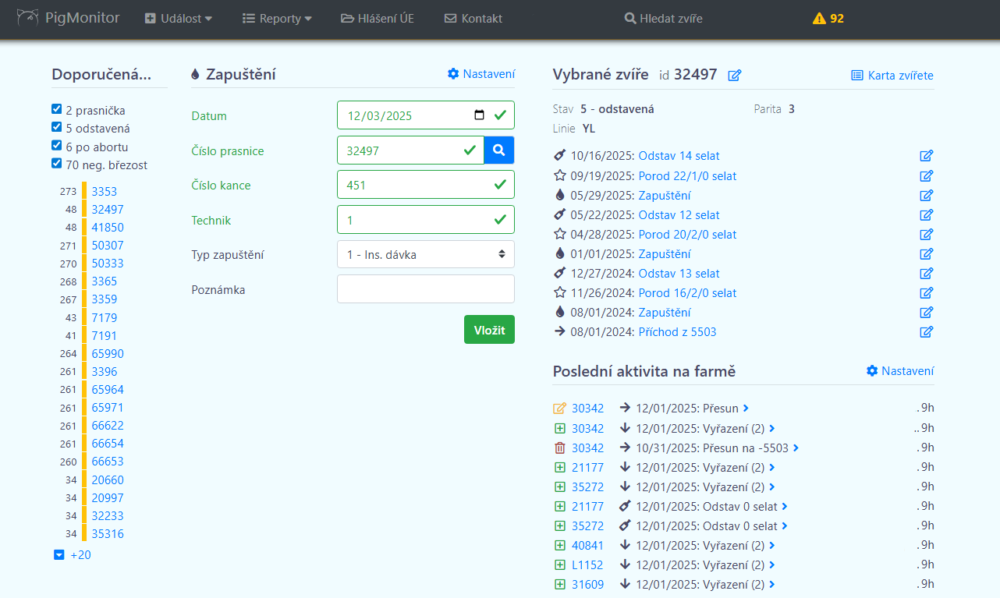 PigMonitor Událost Reporty Hlášení ÚE Kontakt Hledat zvíře 92
Doporučená...
2 prasnička
5 odstavená
6 po abortu
70 neg. březost
273 3353
48 32497
48 41850
271 50307
270 50333
268 3365
267 3359
43 7179
41 7191
264 65990
261 3396
261 65964
261 65971
261 66622
261 66654
260 66653
34 20660
34 20997
34 32233
34 35316
+20
Zapuštění Nastavení
Datum 12/03/2025
Číslo prasnice 32497
Číslo kance 451
Technik 1
Typ zapuštění 1 - Ins. dávka
Poznámka
Vložit
Vybrané zvíře id 32497 Karta zvířete
Stav 5 - odstavená Parita 3
Linie YL
10/16/2025: Odstav 14 selat
09/19/2025: Porod 22/1/0 selat
05/29/2025: Zapuštění
05/22/2025: Odstav 12 selat
04/28/2025: Porod 20/2/0 selat
01/01/2025: Zapuštění
12/27/2024: Odstav 13 selat
11/26/2024: Porod 16/2/0 selat
08/01/2024: Zapuštění
08/01/2024: Příchod z 5503
Poslední aktivita na farmě Nastavení
30342 12/01/2025: Přesun . 9h
30342 12/01/2025: Vyřazení (2) .. 9h
30342 10/31/2025: Přesun na -5503 . 9h
21177 12/01/2025: Vyřazení (2) . 9h
35272 12/01/2025: Vyřazení (2) . 9h
21177 12/01/2025: Odstav 0 selat . 9h
35272 12/01/2025: Odstav 0 selat . 9h
40841 12/01/2025: Vyřazení (2) . 9h
L1152 12/01/2025: Vyřazení (2) . 9h
31609 12/01/2025: Vyřazení (2) . 9h